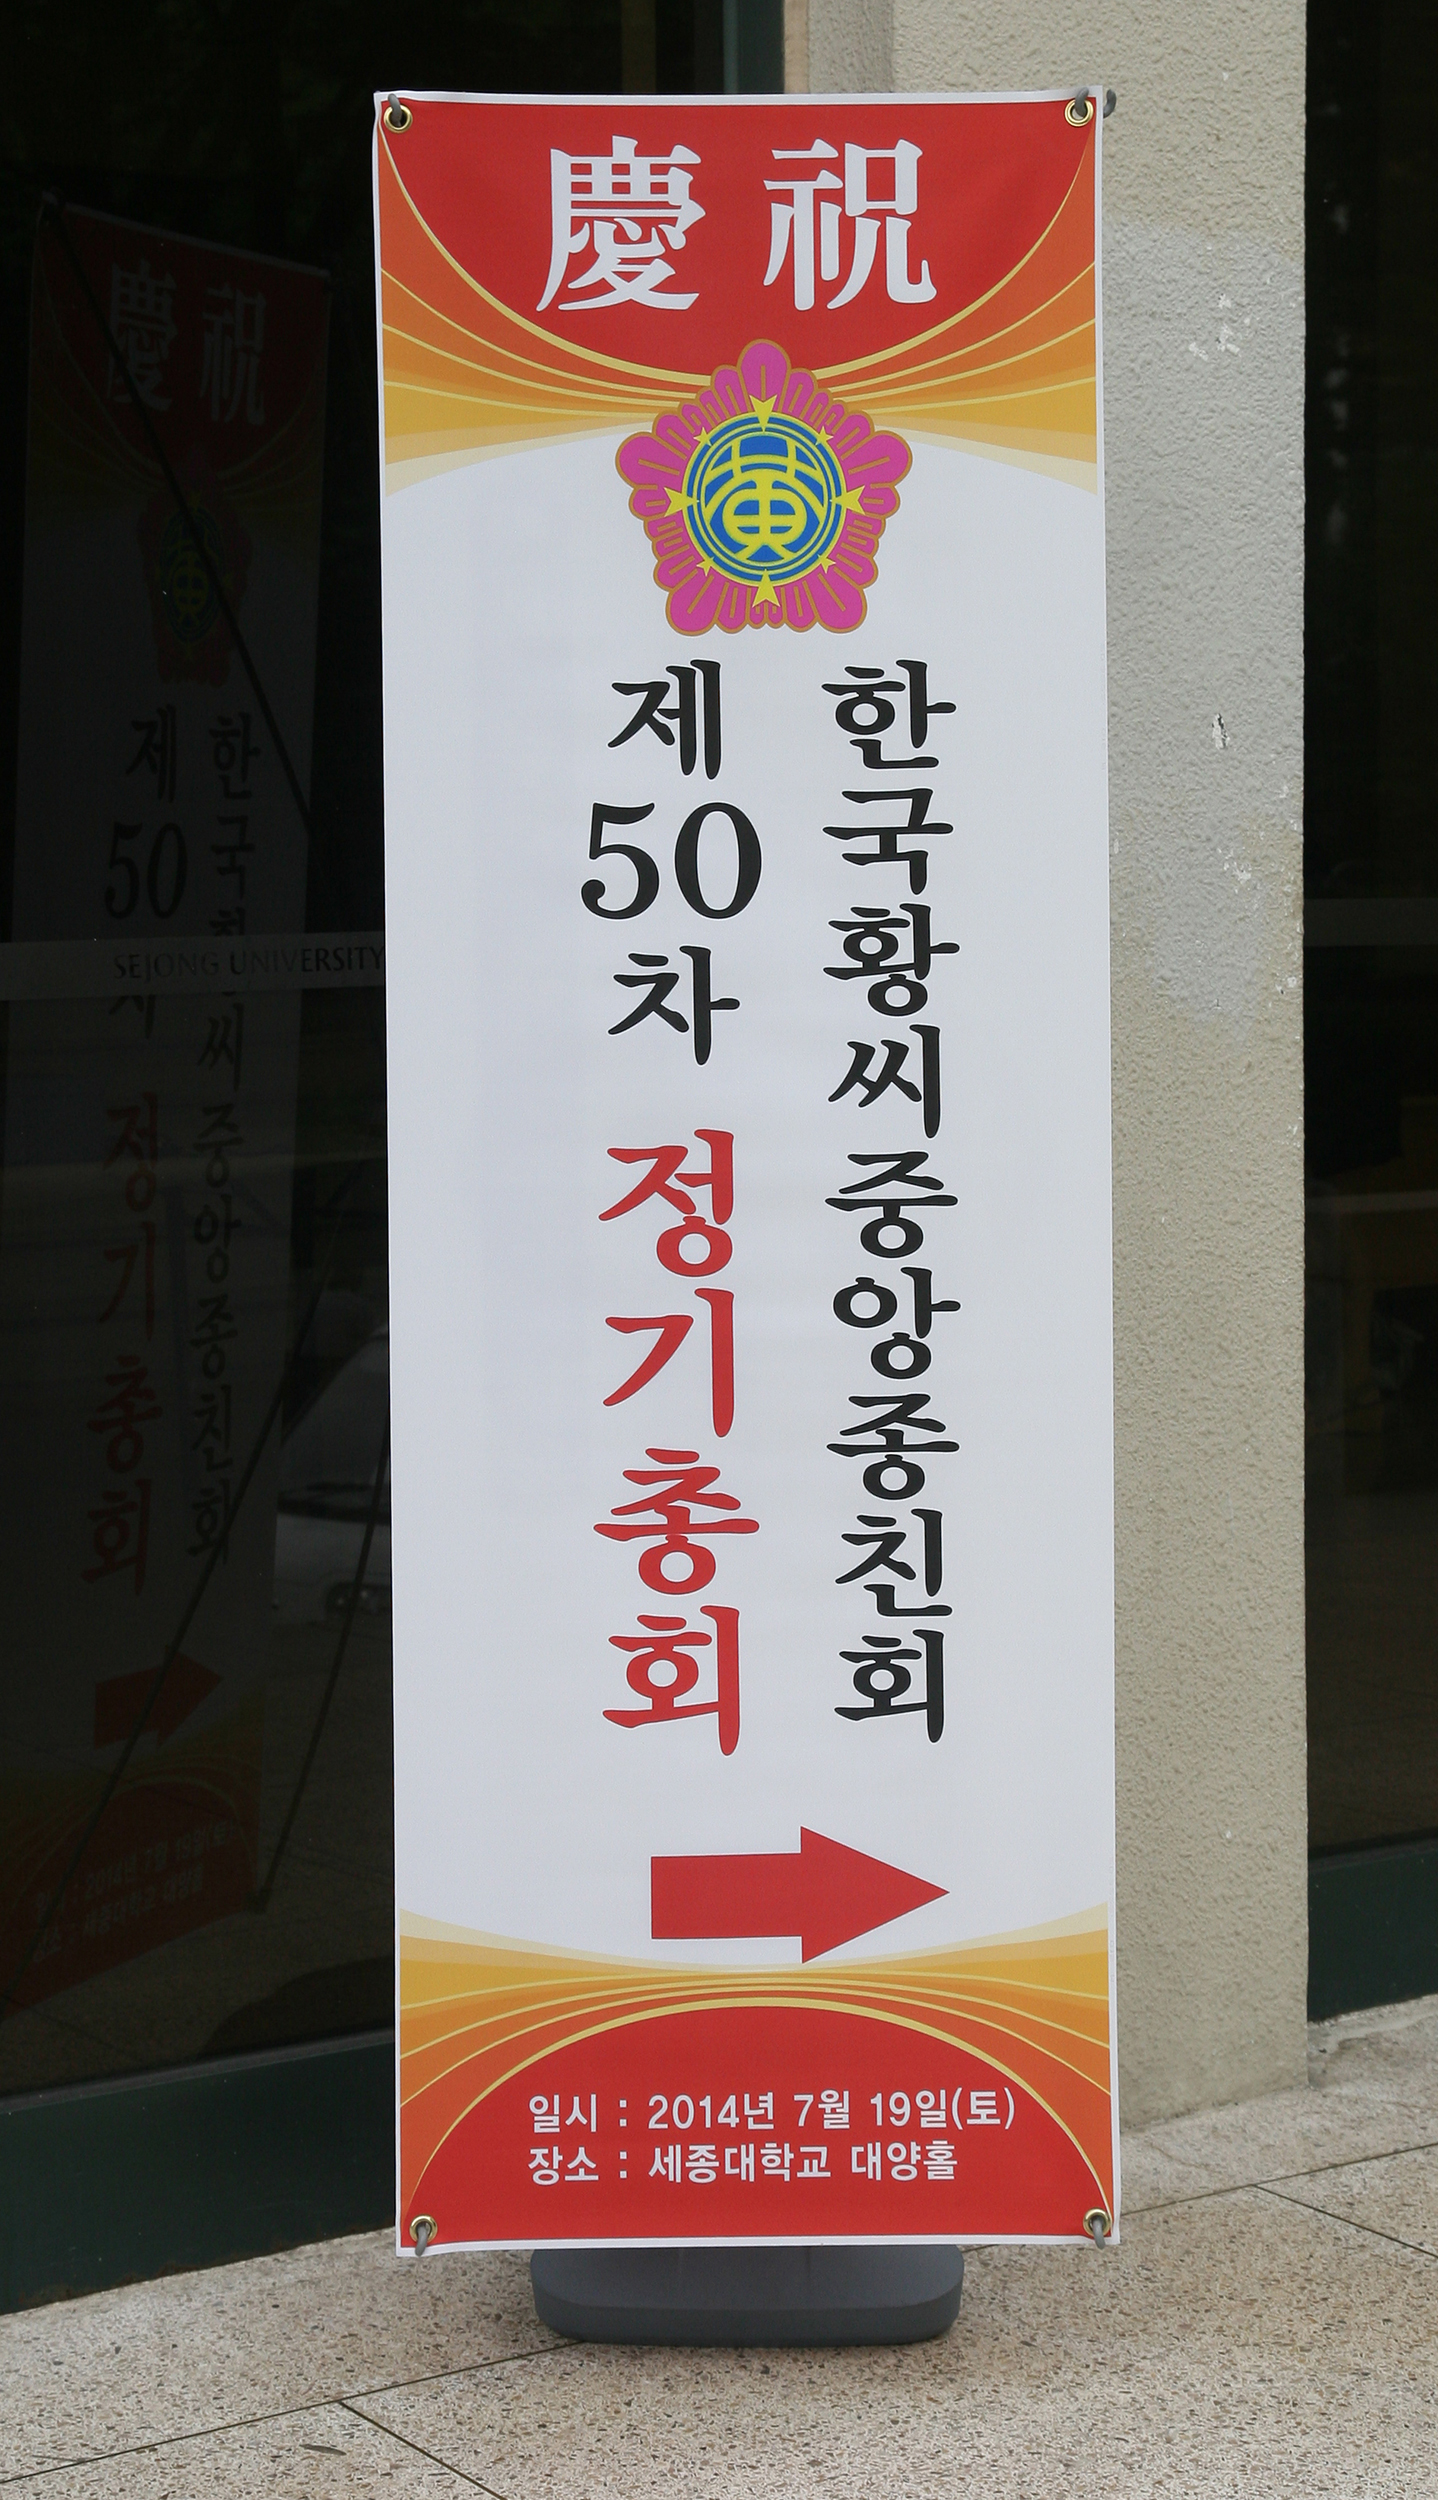 慶祝
黄
한국황씨중앙종친회
제50차 정기총회
일시 : 2014년 7월 19일(토)
장소 : 세종대학교 대양홀
SEJONG UNIVERSITY